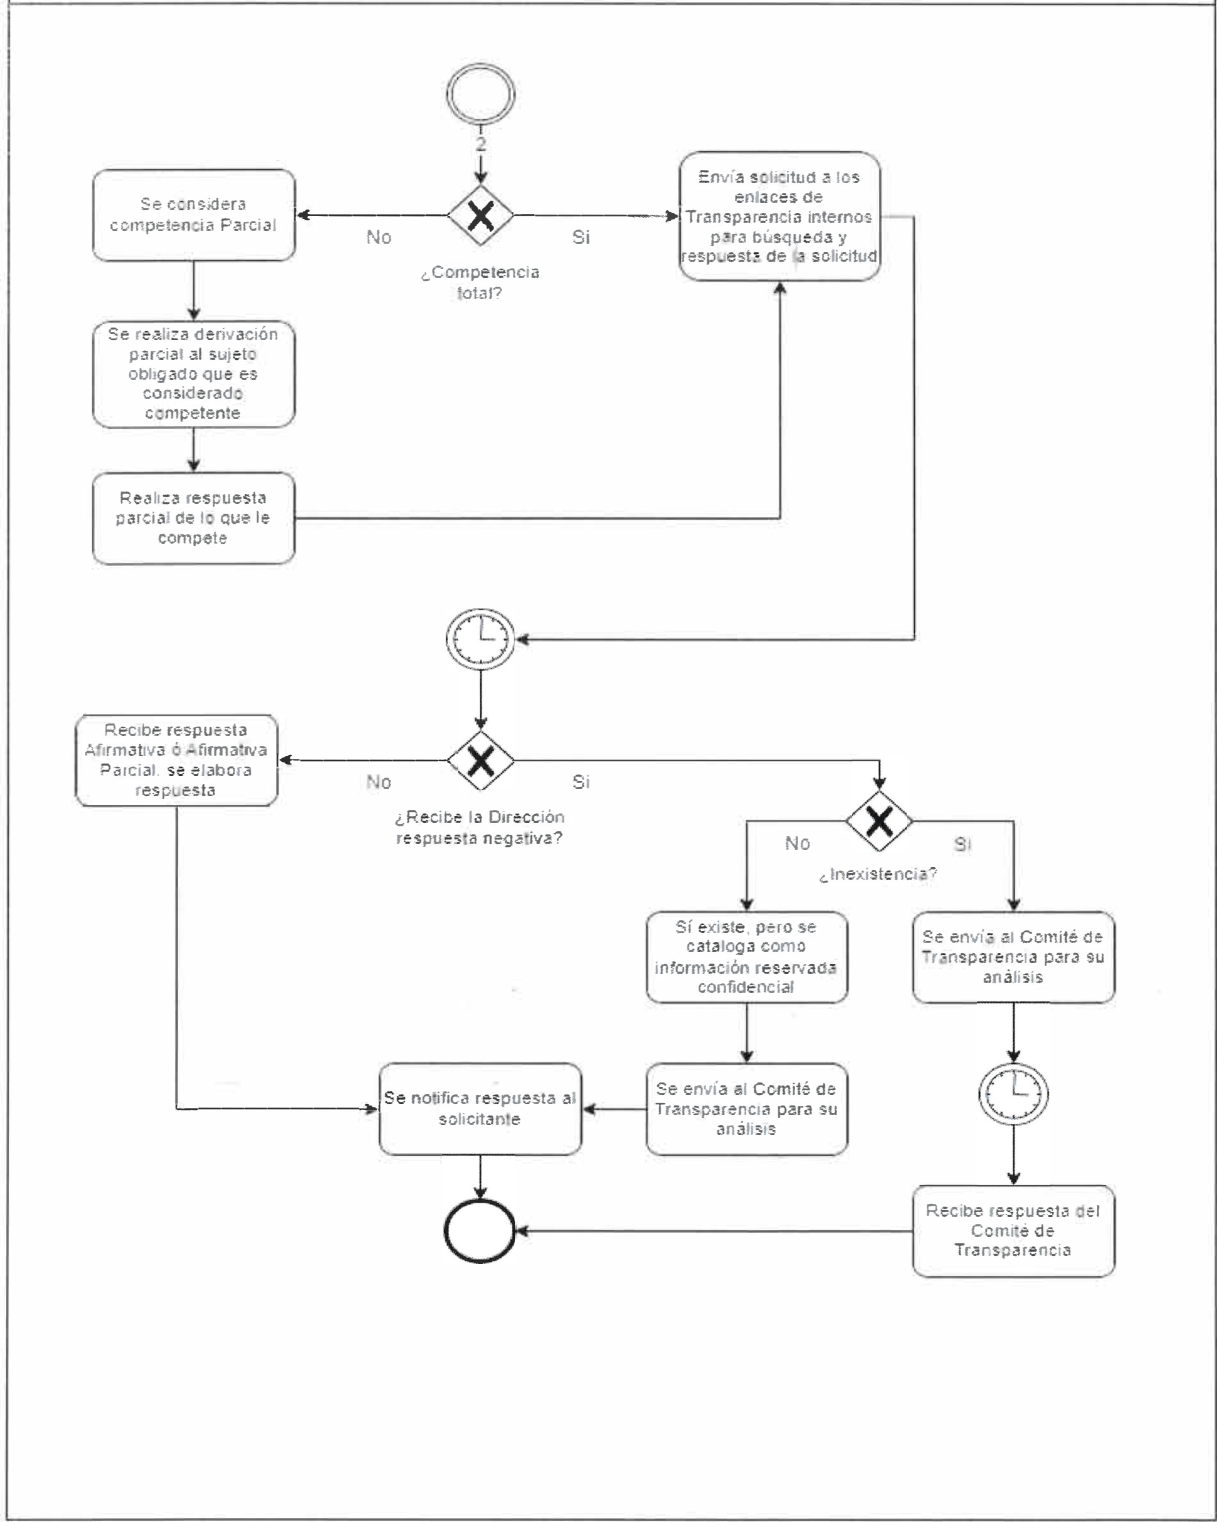 2
Se considera
competencia Parcial
No
Si
¿Competencia
total?
Envía solicitud a los
enlaces de
Transparencia internos
para búsqueda y
respuesta de la solicitud
Se realiza derivación
parcial al sujeto
obligado que es
considerado
competente
Realiza respuesta
parcial de lo que le
compete
Recibe respuesta
Afirmativa ó Afirmativa
Parcial. se elabora
respuesta
No
Si
¿Recibe la Dirección
respuesta negativa?
No
Si
¿Inexistencia?
Sí existe, pero se
cataloga como
información reservada
confidencial
Se envía al Comité de
Transparencia para su
análisis
Se notifica respuesta al
solicitante
Se envía al Comité de
Transparencia para su
análisis
Recibe respuesta del
Comité de
Transparencia